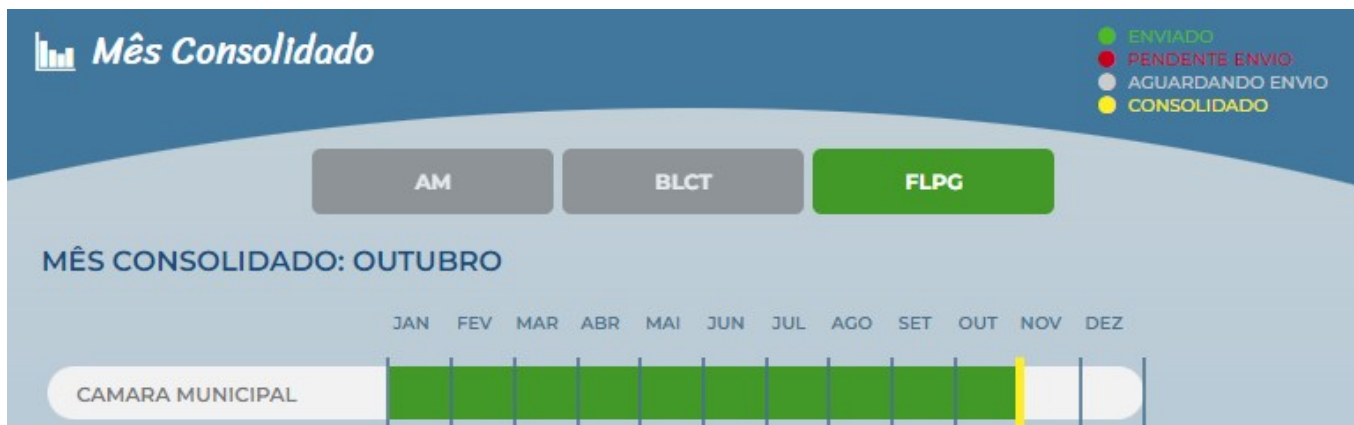 Mês Consolidado
ENVIADO
PENDENTE ENVIO
AGUARDANDO ENVIO
CONSOLIDADO
AM BLCT FLPG
MÊS CONSOLIDADO: OUTUBRO
JAN FEV MAR ABR MAI JUN JUL AGO SET OUT NOV DEZ
CAMARA MUNICIPAL